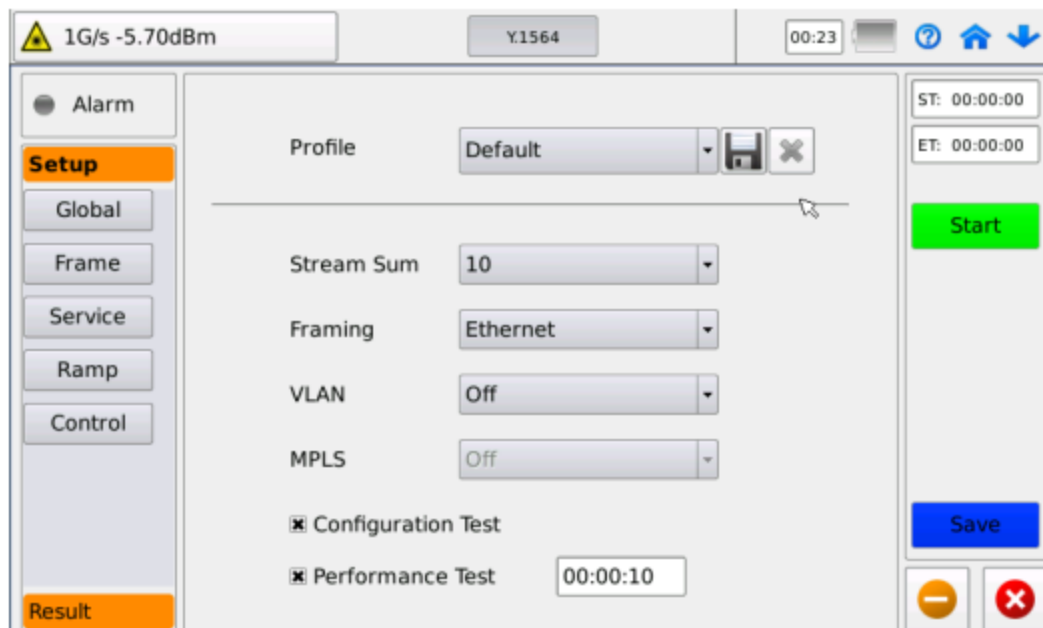 1G/s -5.70dBm
Y.1564
00:23
Alarm
Setup
Global
Frame
Service
Ramp
Control
Result
Profile Default
Stream Sum 10
Framing Ethernet
VLAN Off
MPLS Off
Configuration Test
Performance Test 00:00:10
ST: 00:00:00
ET: 00:00:00
Start
Save